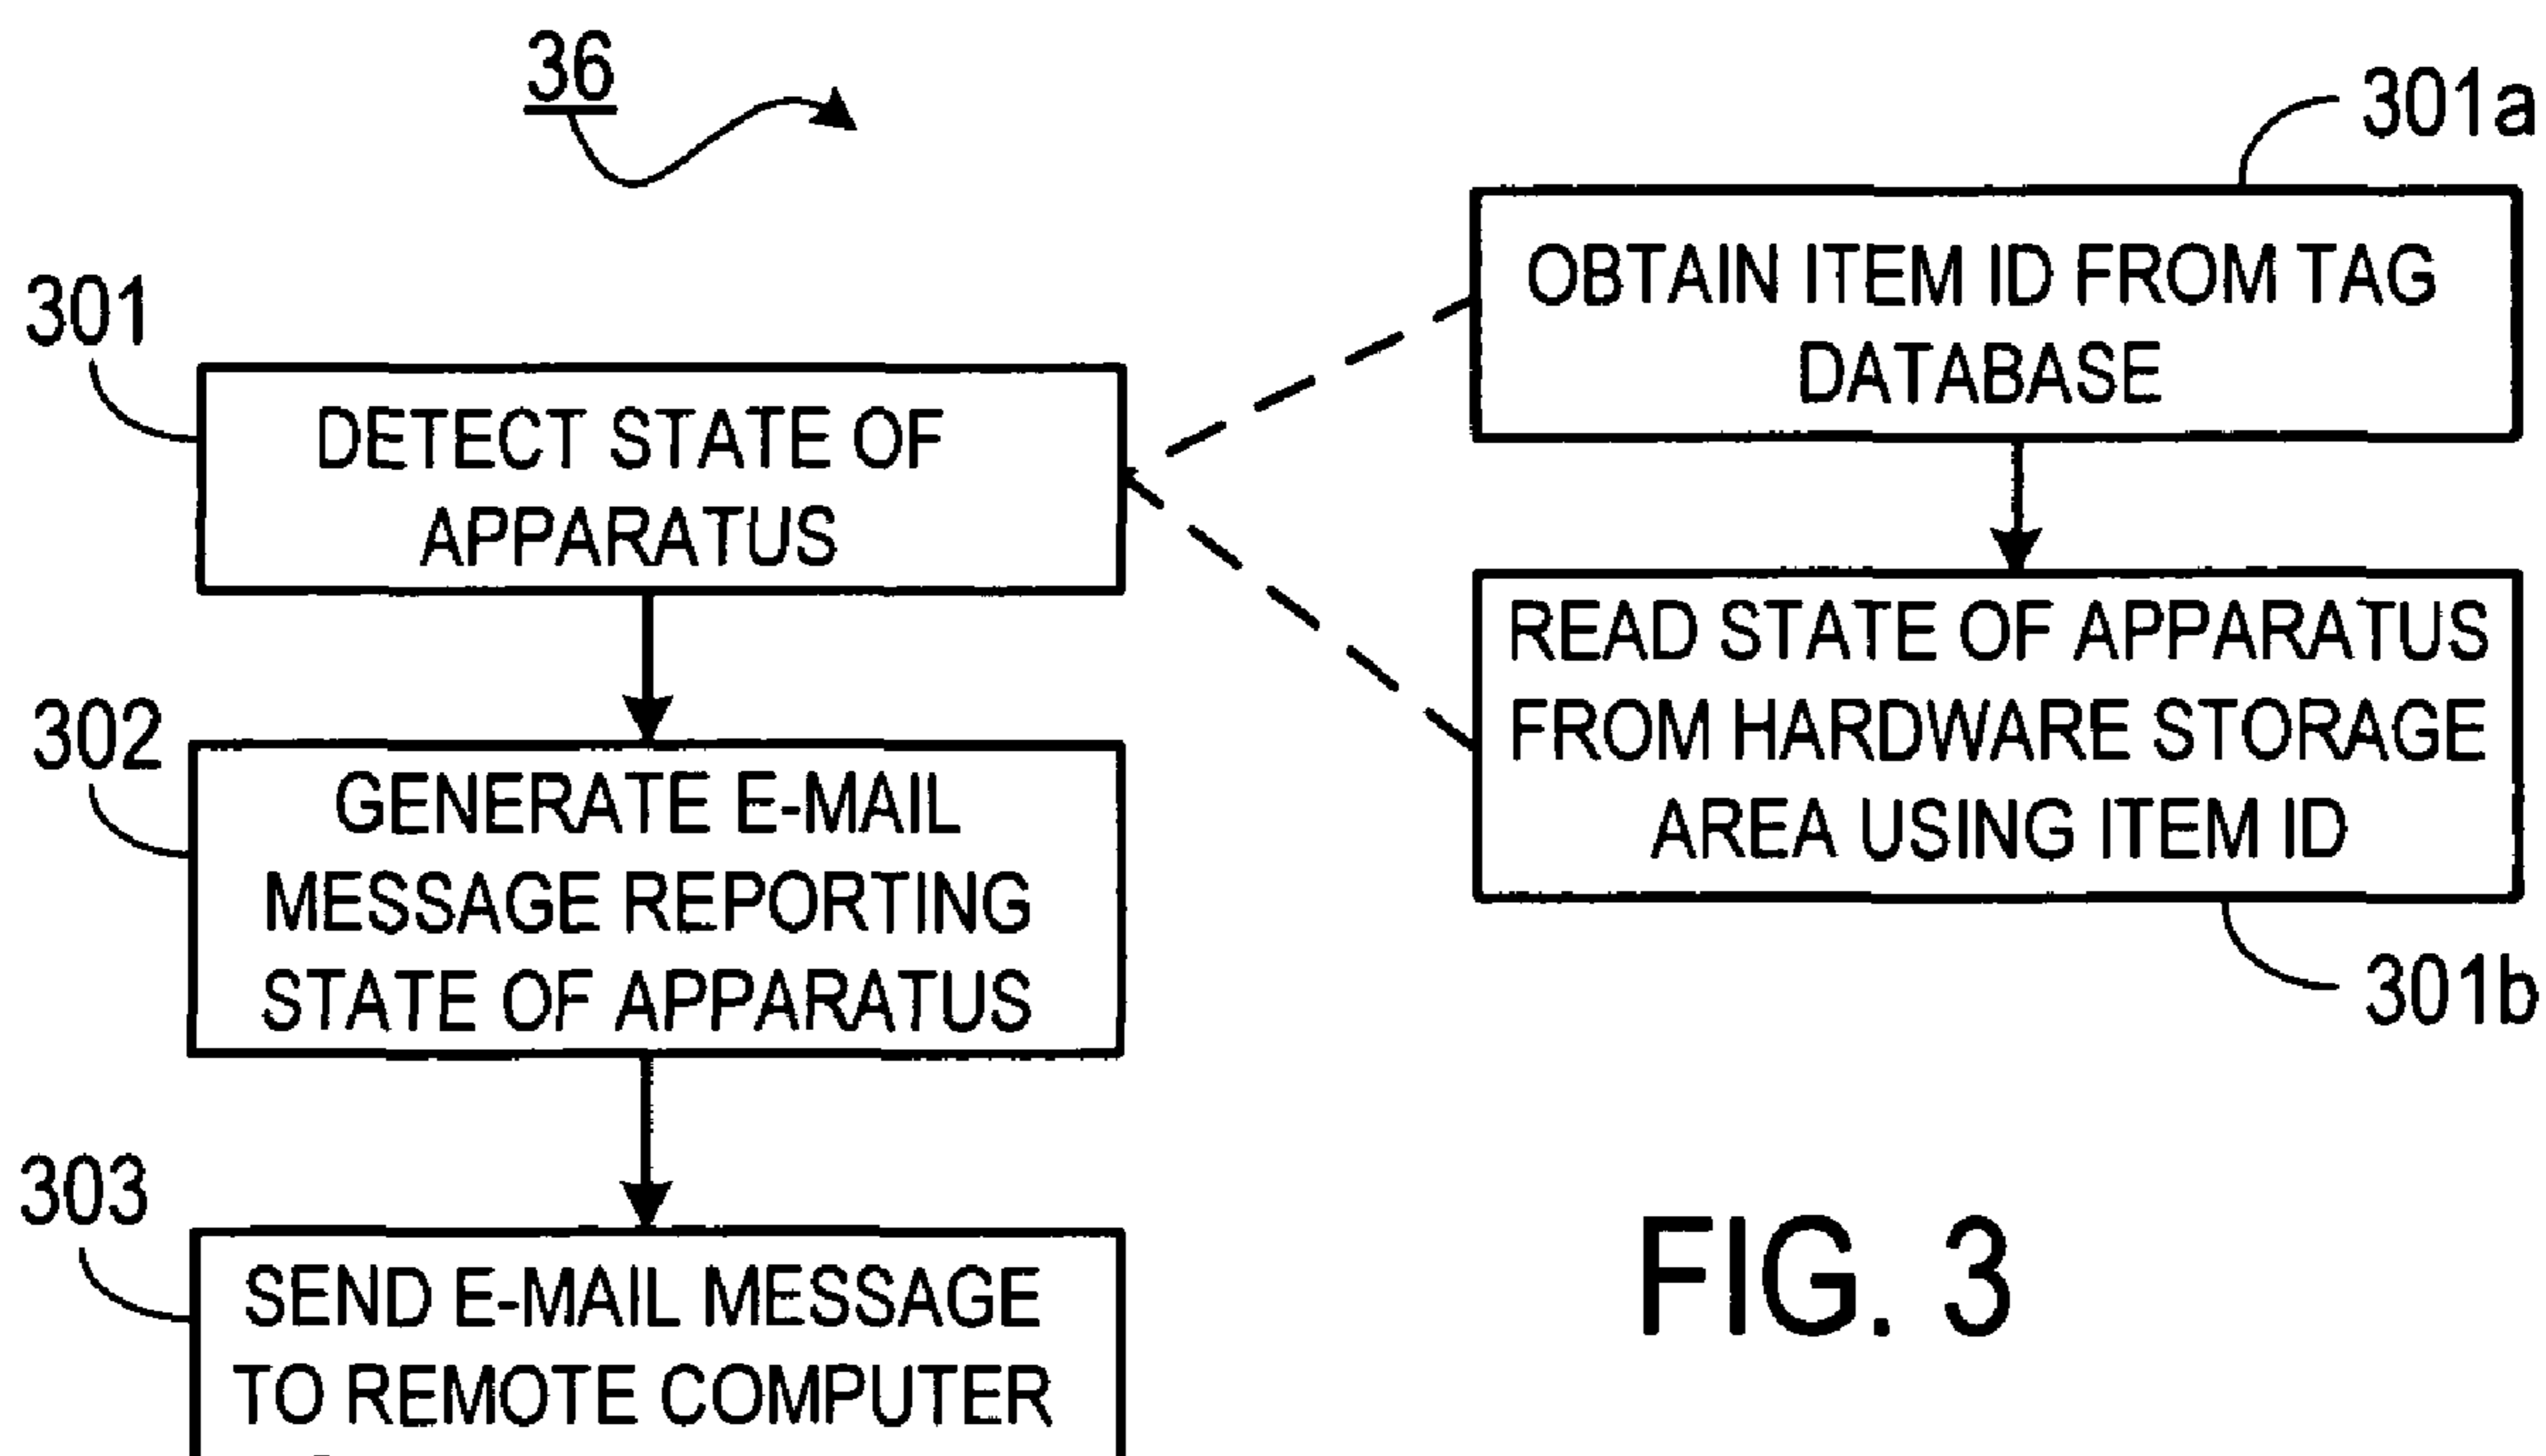 36
301a
OBTAIN ITEM ID FROM TAG
DATABASE
301
DETECT STATE OF
APPARATUS
READ STATE OF APPARATUS
FROM HARDWARE STORAGE
AREA USING ITEM ID
301b
302
GENERATE E-MAIL
MESSAGE REPORTING
STATE OF APPARATUS
303
SEND E-MAIL MESSAGE
TO REMOTE COMPUTER
FIG. 3